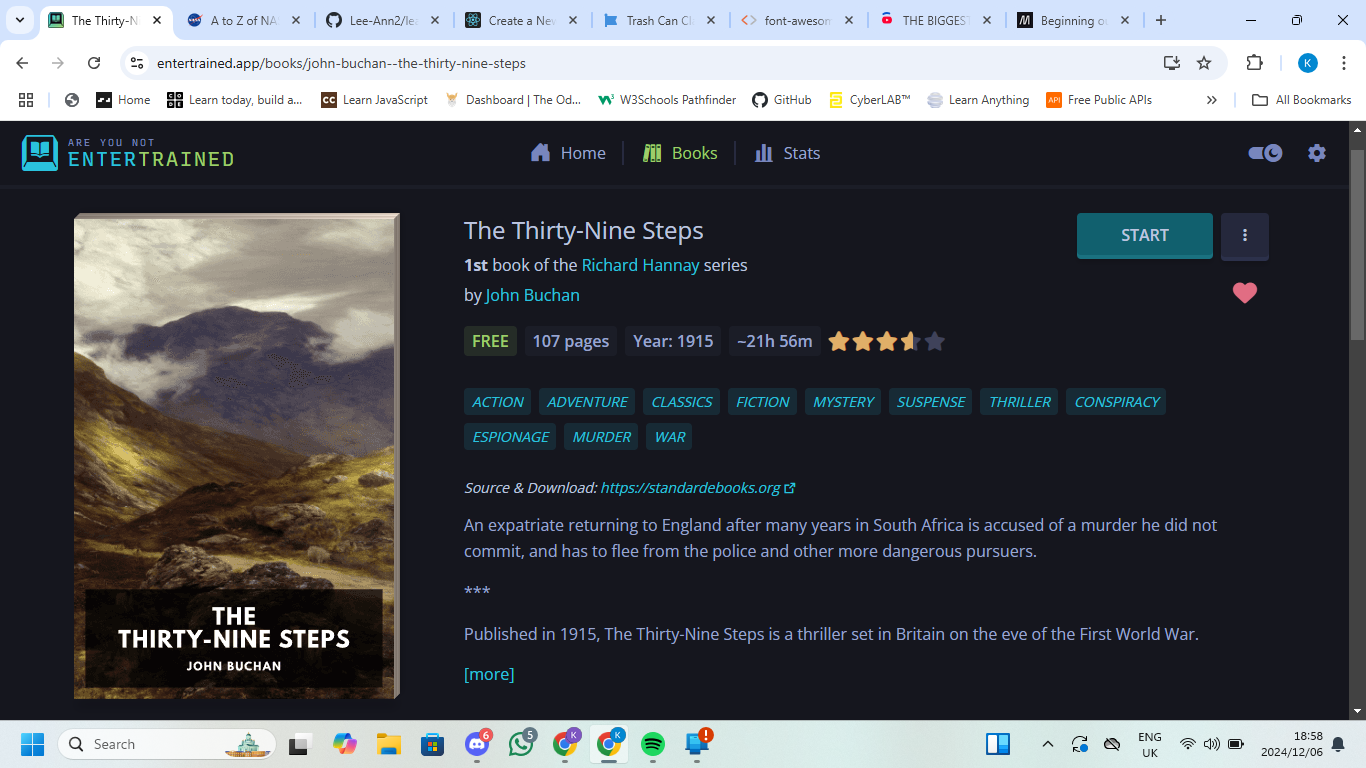 The Thirty-Ni
A to Z of NA
Lee-Ann2/lea
Create a New
Trash Can Cl
font-awesom
THE BIGGEST
Beginning ou
entertrained.app/books/john-buchan--the-thirty-nine-steps
K
Home
Learn today, build a...
CC
Learn JavaScript
Dashboard | The Od...
W3Schools Pathfinder
GitHub
CyberLAB™
Learn Anything
API
Free Public APIs
All Bookmarks
ARE YOU NOT
ENTERTRAINED
Home
Books
Stats
The Thirty-Nine Steps
START
1st book of the Richard Hannay series
by John Buchan
FREE
107 pages
Year: 1915
~21h 56m
ACTION
ADVENTURE
CLASSICS
FICTION
MYSTERY
SUSPENSE
THRILLER
CONSPIRACY
ESPIONAGE
MURDER
WAR
Source & Download: https://standardebooks.org
An expatriate returning to England after many years in South Africa is accused of a murder he did not
commit, and has to flee from the police and other more dangerous pursuers.
***
Published in 1915, The Thirty-Nine Steps is a thriller set in Britain on the eve of the First World War.
[more]
THE
THIRTY-NINE STEPS
JOHN BUCHAN
Search
6
5
K
K
!
ENG
UK
18:58
2024/12/06